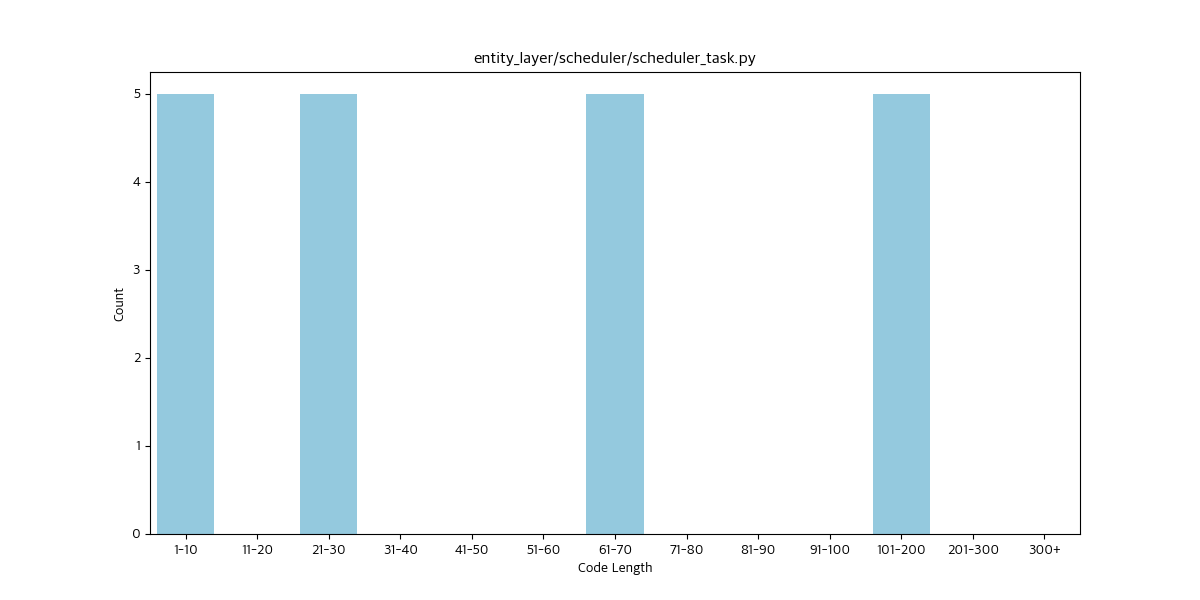 entity_layer/scheduler/scheduler_task.py
5
4
3
2
1
0
Count
1-10 11-20 21-30 31-40 41-50 51-60 61-70 71-80 81-90 91-100 101-200 201-300 300+
Code Length